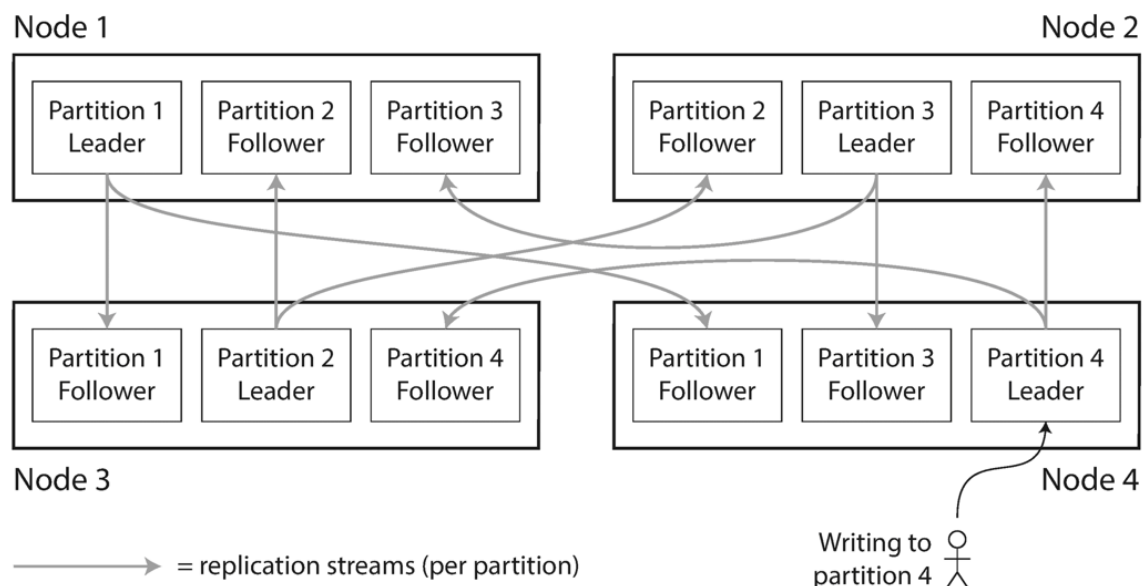 Node 1
Node 2
Partition 1
Leader
Partition 2
Follower
Partition 3
Follower
Partition 2
Follower
Partition 3
Leader
Partition 4
Follower
Partition 1
Follower
Partition 2
Leader
Partition 4
Follower
Partition 1
Follower
Partition 3
Follower
Partition 4
Leader
Node 3
Node 4
= replication streams (per partition)
Writing to
partition 4